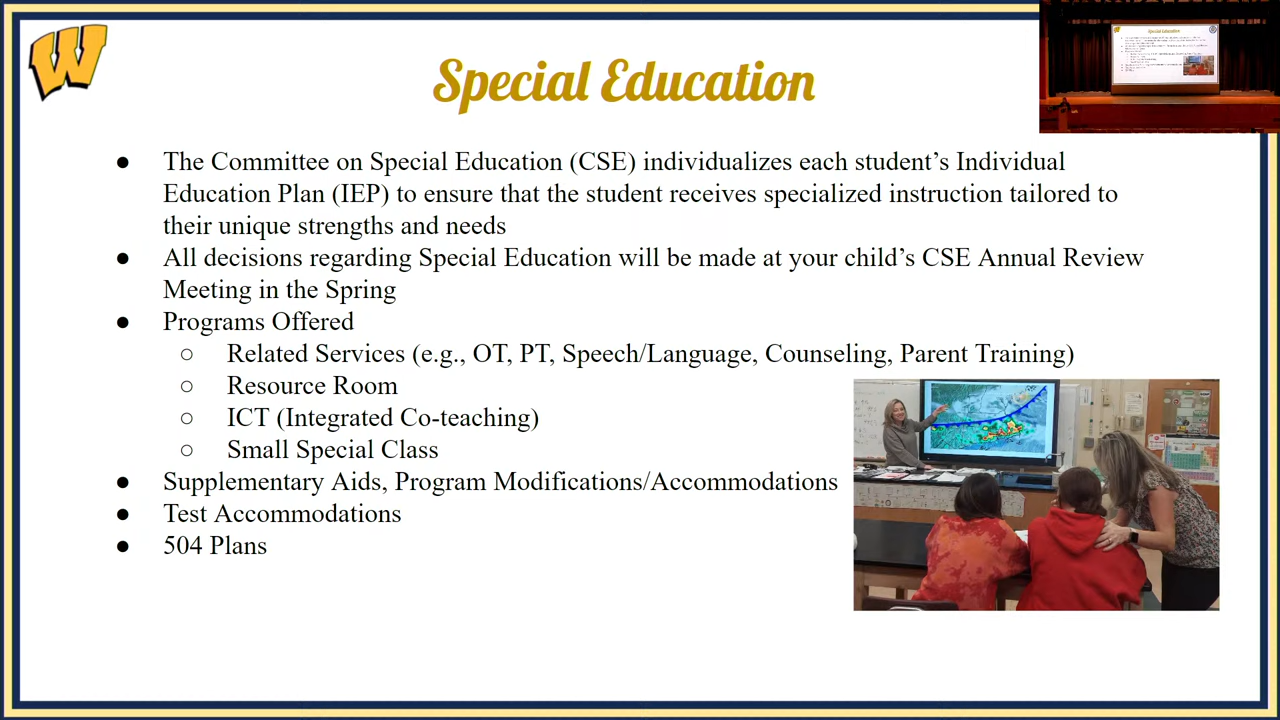 W
Special Education
● The Committee on Special Education (CSE) individualizes each student’s Individual
Education Plan (IEP) to ensure that the student receives specialized instruction tailored to
their unique strengths and needs
● All decisions regarding Special Education will be made at your child’s CSE Annual Review
Meeting in the Spring
● Programs Offered
○ Related Services (e.g., OT, PT, Speech/Language, Counseling, Parent Training)
○ Resource Room
○ ICT (Integrated Co-teaching)
○ Small Special Class
● Supplementary Aids, Program Modifications/Accommodations
● Test Accommodations
● 504 Plans
Special Education